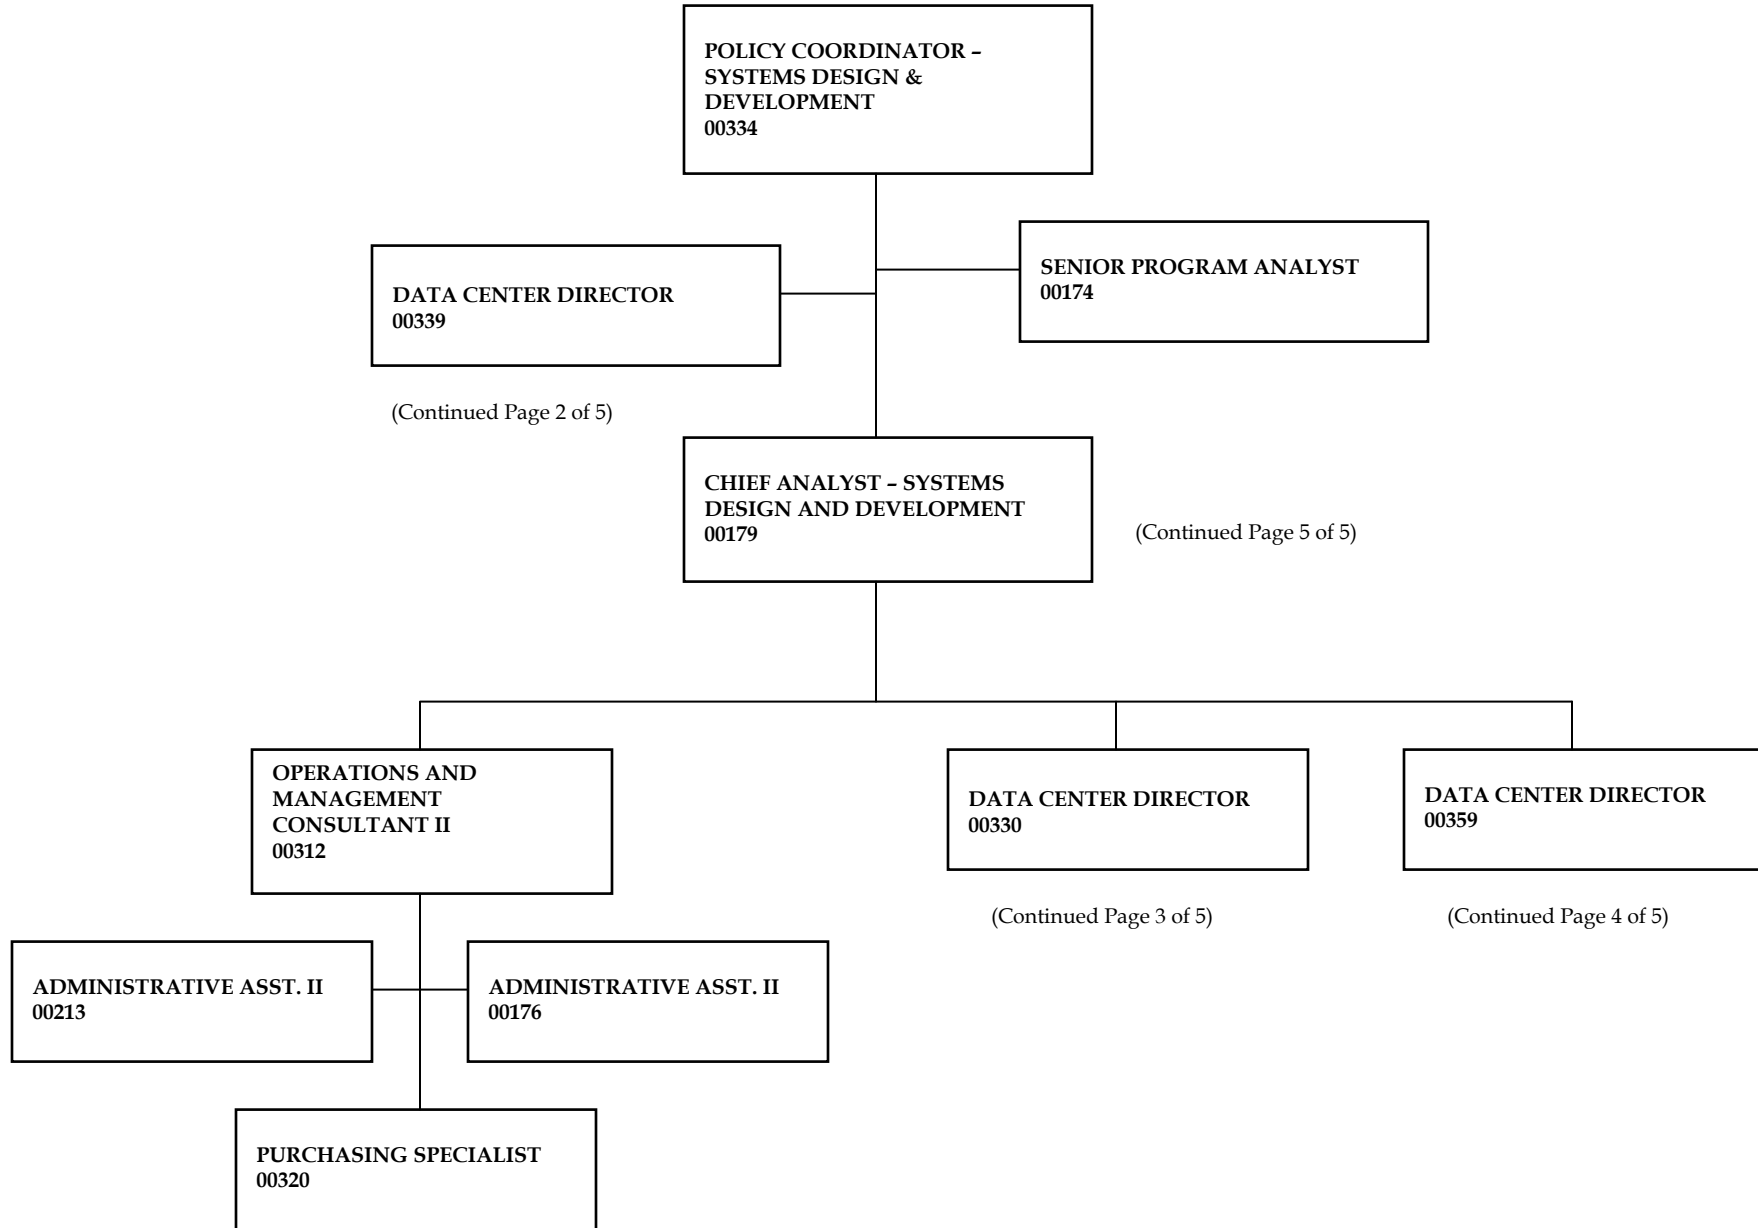 POLICY COORDINATOR –
SYSTEMS DESIGN &
DEVELOPMENT
00334
SENIOR PROGRAM ANALYST
00174
DATA CENTER DIRECTOR
00339
(Continued Page 2 of 5)
CHIEF ANALYST – SYSTEMS
DESIGN AND DEVELOPMENT
00179
(Continued Page 5 of 5)
OPERATIONS AND
MANAGEMENT
CONSULTANT II
00312
DATA CENTER DIRECTOR
00330
DATA CENTER DIRECTOR
00359
(Continued Page 3 of 5)
(Continued Page 4 of 5)
ADMINISTRATIVE ASST. II
00213
ADMINISTRATIVE ASST. II
00176
PURCHASING SPECIALIST
00320